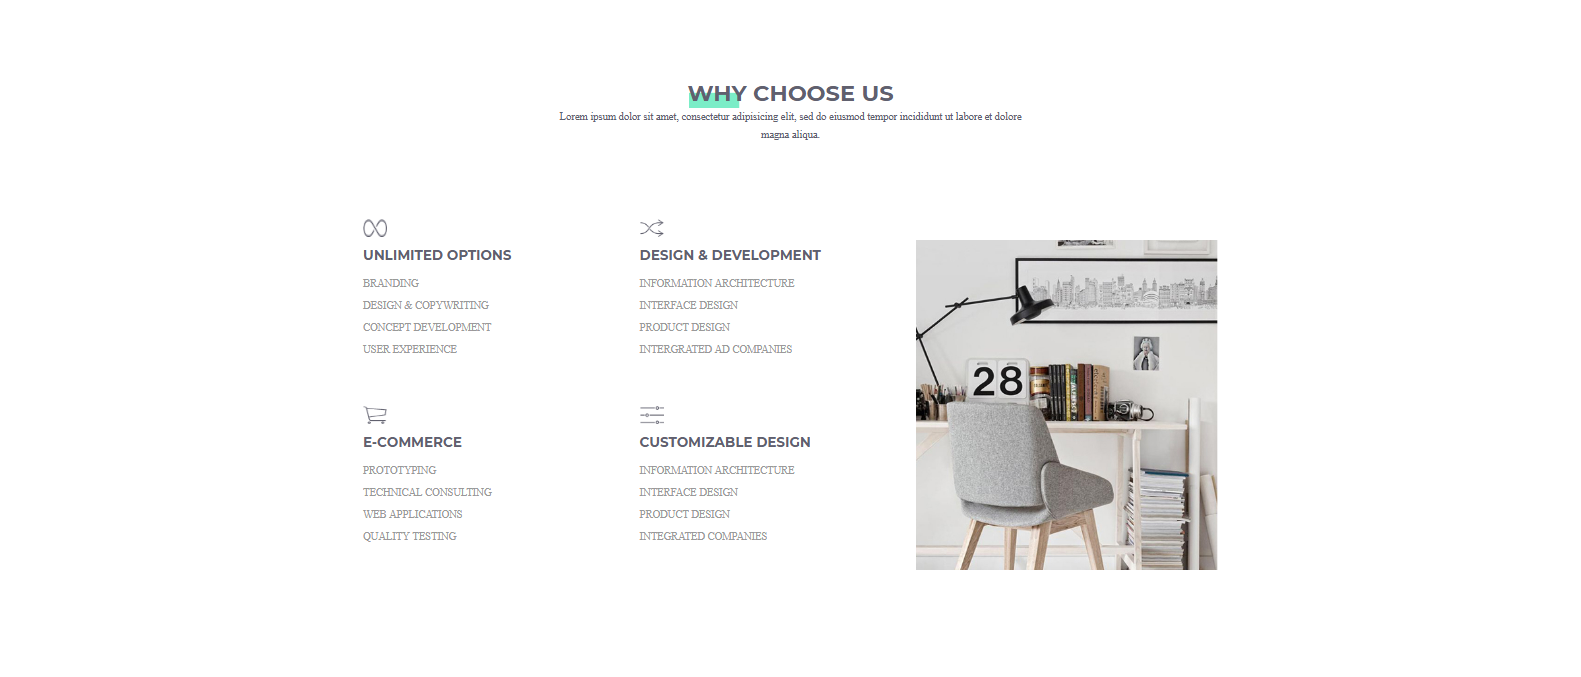 WHY CHOOSE US
Lorem ipsum dolor sit amet, consectetur adipisicing elit, sed do eiusmod tempor incididunt ut labore et dolore
magna aliqua.
UNLIMITED OPTIONS
BRANDING
DESIGN & COPYWRITING
CONCEPT DEVELOPMENT
USER EXPERIENCE
DESIGN & DEVELOPMENT
INFORMATION ARCHITECTURE
INTERFACE DESIGN
PRODUCT DESIGN
INTERGRATED AD COMPANIES
E-COMMERCE
PROTOTYPING
TECHNICAL CONSULTING
WEB APPLICATIONS
QUALITY TESTING
CUSTOMIZABLE DESIGN
INFORMATION ARCHITECTURE
INTERFACE DESIGN
PRODUCT DESIGN
INTEGRATED COMPANIES
28